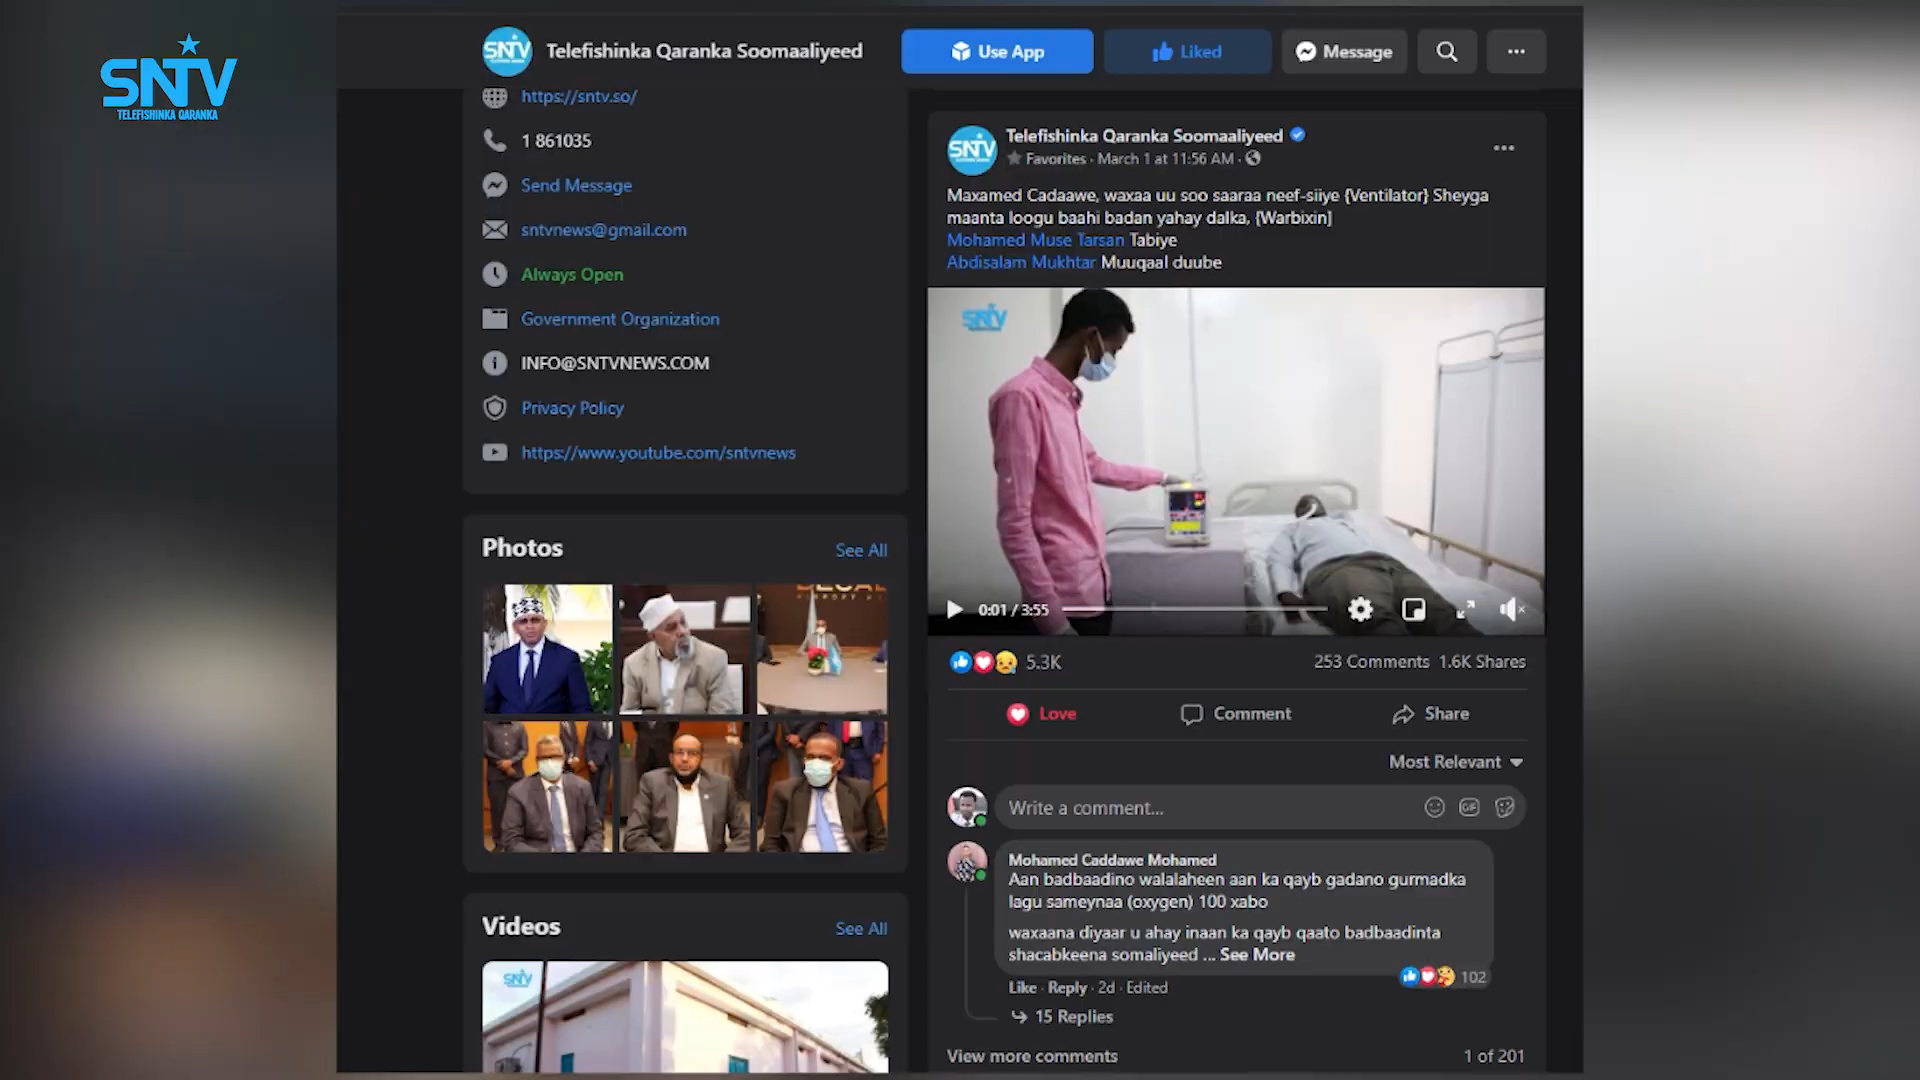 SNTV
TELEFISHINKA QARANKA
SNTV
Telefishinka Qaranka Soomaaliyeed
Use App
Liked
Message
https://sntv.so/
1 861035
Send Message
sntvnews@gmail.com
Always Open
Government Organization
INFO@SNTVNEWS.COM
Privacy Policy
https://www.youtube.com/sntvnews
Photos
See All
Videos
See All
SNTV
SNTV
Telefishinka Qaranka Soomaaliyeed
Favorites · March 1 at 11:56 AM ·
Maxamed Cadaawe, waxaa uu soo saaraa neef-siiye {Ventilator} Sheyga
maanta loogu baahi badan yahay dalka, {Warbixin]
Mohamed Muse Tarsan Tabiye
Abdisalam Mukhtar Muuqaal duube
SNTV
0:01 / 3:55
5.3K
253 Comments 1.6K Shares
Love
Comment
Share
Most Relevant
Write a comment...
GIF
Mohamed Caddawe Mohamed
Aan badbaadino walalaheen aan ka qayb gadano gurmadka
lagu sameynaa (oxygen) 100 xabo
waxaana diyaar u ahay inaan ka qayb qaato badbaadinta
shacabkeena somaliyeed ... See More
102
Like · Reply · 2d · Edited
15 Replies
View more comments
1 of 201